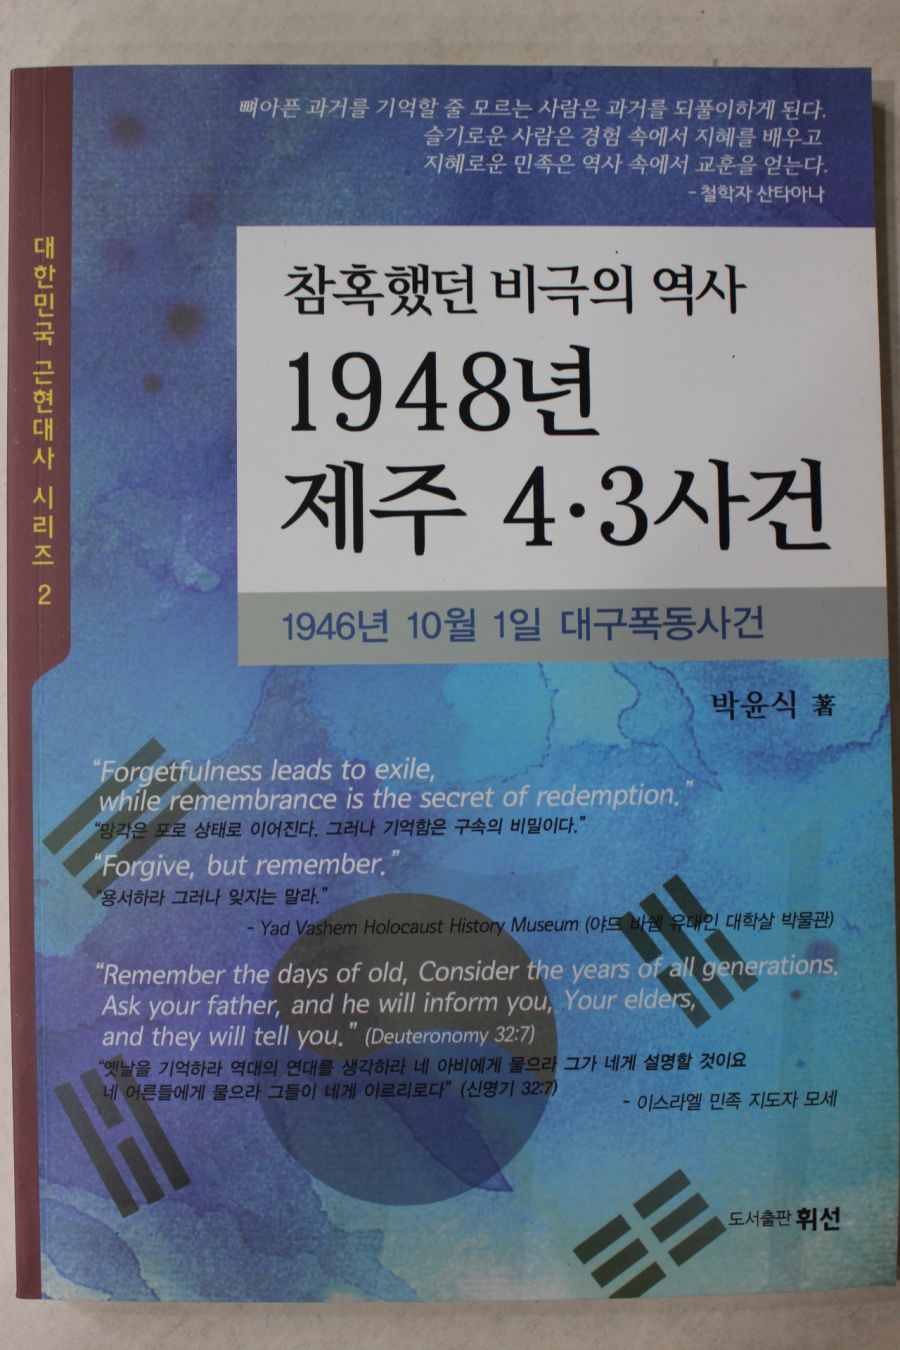 뼈아픈 과거를 기억할 줄 모르는 사람은 과거를 되풀이하게 된다.
슬기로운 사람은 경험 속에서 지혜를 배우고
지혜로운 민족은 역사 속에서 교훈을 얻는다.
- 철학자 산타아나
대한민국 근현대사 시리즈 2
참혹했던 비극의 역사
1948년
제주 4·3사건
1946년 10월 1일 대구폭동사건
박윤식 著
“Forgetfulness leads to exile,
while remembrance is the secret of redemption.”
“망각은 포로 상태로 이어진다. 그러나 기억함은 구속의 비밀이다.”
“Forgive, but remember.”
“용서하라 그러나 잊지는 말라.”
- Yad Vashem Holocaust History Museum (야드 바쉠 유대인 대학살 박물관)
“Remember the days of old, Consider the years of all generations.
Ask your father, and he will inform you, Your elders,
and they will tell you.” (Deuteronomy 32:7)
“옛날을 기억하라 역대의 연대를 생각하라 네 아비에게 물으라 그가 네게 설명할 것이요
네 어른들에게 물으라 그들이 네게 이르리로다” (신명기 32:7)
- 이스라엘 민족 지도자 모세
도서출판 휘선